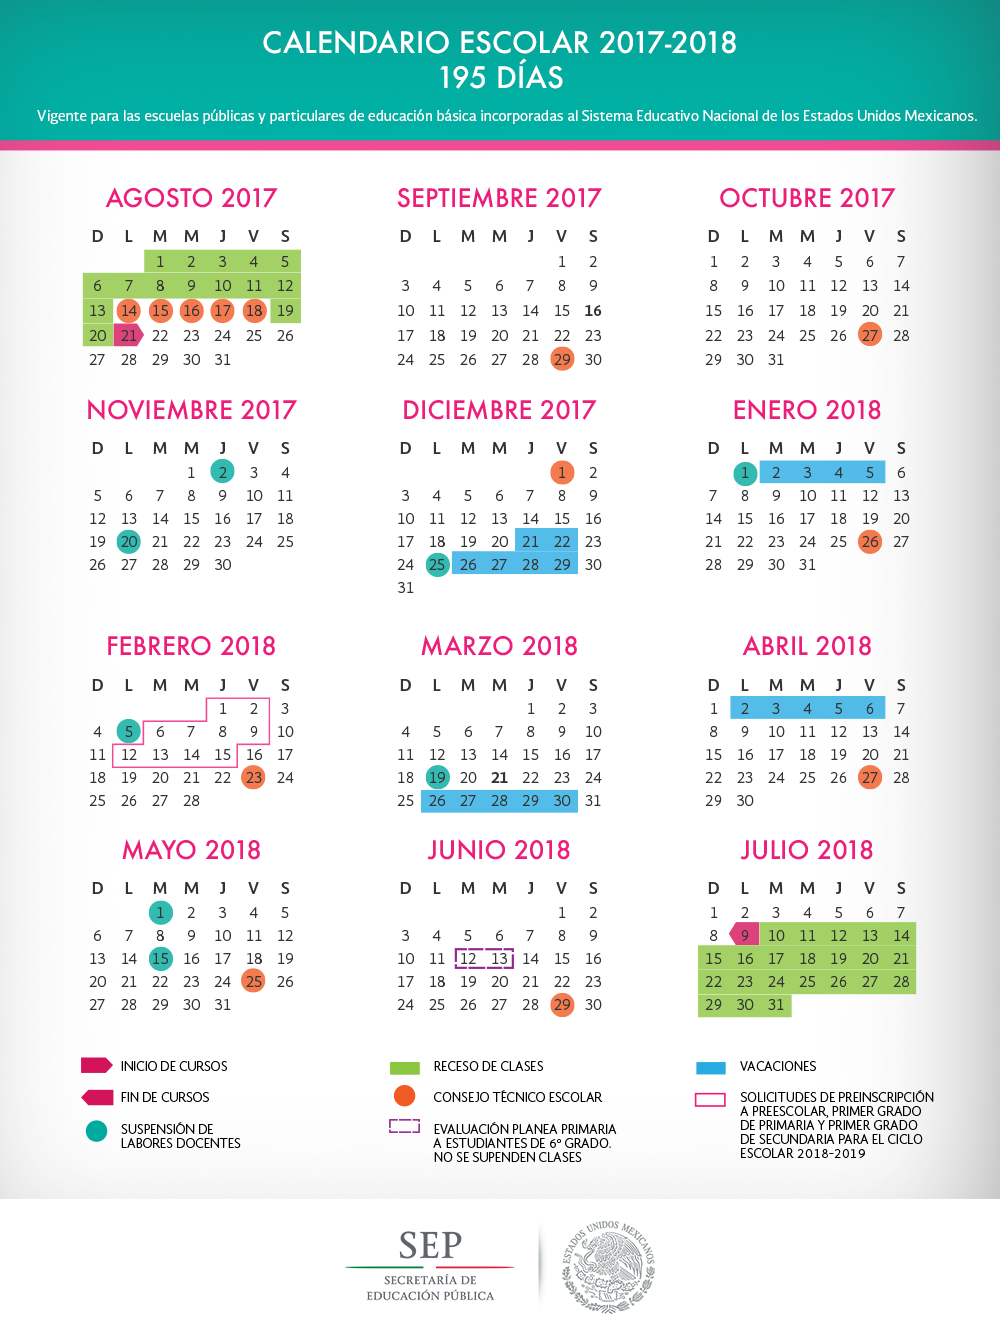 CALENDARIO ESCOLAR 2017-2018
195 DÍAS
Vigente para las escuelas públicas y particulares de educación básica incorporadas al Sistema Educativo Nacional de los Estados Unidos Mexicanos.
AGOSTO 2017
D L M M J V S
1 2 3 4 5
6 7 8 9 10 11 12
13 14 15 16 17 18 19
20 21 22 23 24 25 26
27 28 29 30 31
SEPTIEMBRE 2017
D L M M J V S
1 2
3 4 5 6 7 8 9
10 11 12 13 14 15 16
17 18 19 20 21 22 23
24 25 26 27 28 29 30
OCTUBRE 2017
D L M M J V S
1 2 3 4 5 6 7
8 9 10 11 12 13 14
15 16 17 18 19 20 21
22 23 24 25 26 27 28
29 30 31
NOVIEMBRE 2017
D L M M J V S
1 2 3 4
5 6 7 8 9 10 11
12 13 14 15 16 17 18
19 20 21 22 23 24 25
26 27 28 29 30
DICIEMBRE 2017
D L M M J V S
1 2
3 4 5 6 7 8 9
10 11 12 13 14 15 16
17 18 19 20 21 22 23
24 25 26 27 28 29 30
31
ENERO 2018
D L M M J V S
1 2 3 4 5 6
7 8 9 10 11 12 13
14 15 16 17 18 19 20
21 22 23 24 25 26 27
28 29 30 31
FEBRERO 2018
D L M M J V S
1 2 3
4 5 6 7 8 9 10
11 12 13 14 15 16 17
18 19 20 21 22 23 24
25 26 27 28
MARZO 2018
D L M M J V S
1 2 3
4 5 6 7 8 9 10
11 12 13 14 15 16 17
18 19 20 21 22 23 24
25 26 27 28 29 30 31
ABRIL 2018
D L M M J V S
1 2 3 4 5 6 7
8 9 10 11 12 13 14
15 16 17 18 19 20 21
22 23 24 25 26 27 28
29 30
MAYO 2018
D L M M J V S
1 2 3 4 5
6 7 8 9 10 11 12
13 14 15 16 17 18 19
20 21 22 23 24 25 26
27 28 29 30 31
JUNIO 2018
D L M M J V S
1 2
3 4 5 6 7 8 9
10 11 12 13 14 15 16
17 18 19 20 21 22 23
24 25 26 27 28 29 30
JULIO 2018
D L M M J V S
1 2 3 4 5 6 7
8 9 10 11 12 13 14
15 16 17 18 19 20 21
22 23 24 25 26 27 28
29 30 31
INICIO DE CURSOS
FIN DE CURSOS
SUSPENSIÓN DE
LABORES DOCENTES
RECESO DE CLASES
CONSEJO TÉCNICO ESCOLAR
EVALUACIÓN PLANEA PRIMARIA
A ESTUDIANTES DE 6º GRADO.
NO SE SUPENDEN CLASES
VACACIONES
SOLICITUDES DE PREINSCRIPCIÓN
A PREESCOLAR, PRIMER GRADO
DE PRIMARIA Y PRIMER GRADO
DE SECUNDARIA PARA EL CICLO
ESCOLAR 2018-2019
SEP
SECRETARÍA DE
EDUCACIÓN PÚBLICA
ESTADOS UNIDOS MEXICANOS